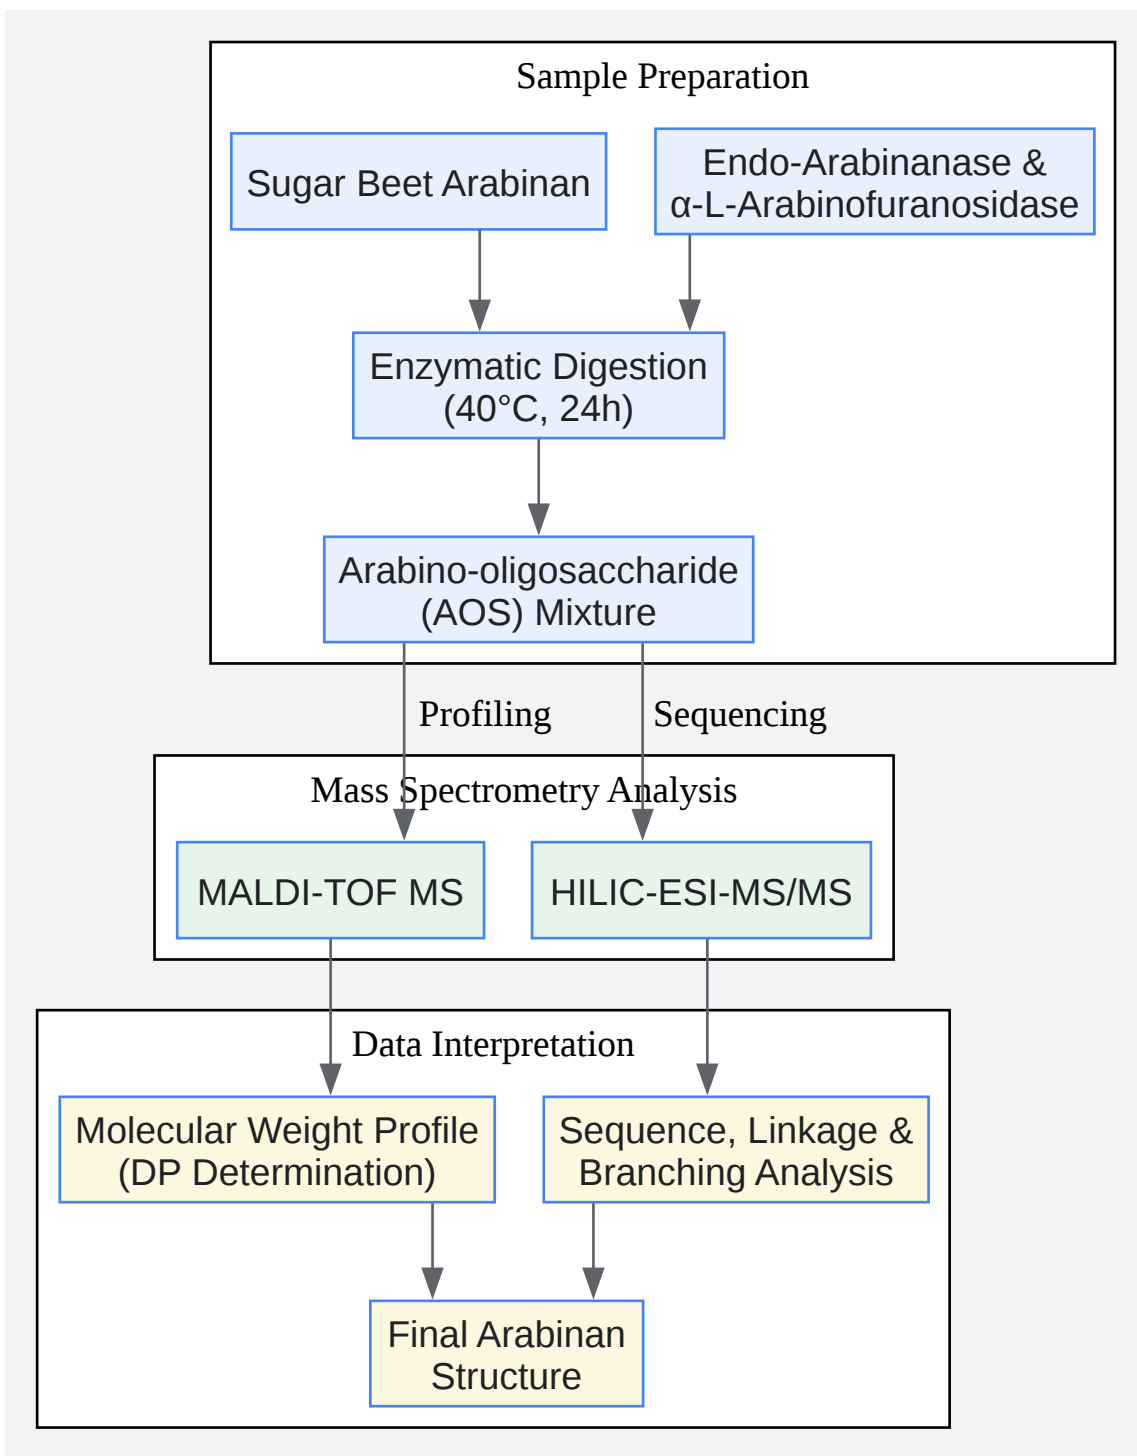 Sample Preparation
Sugar Beet Arabinan
Endo-Arabinanase &
α-L-Arabinofuranosidase
Enzymatic Digestion
(40°C, 24h)
Arabino-oligosaccharide
(AOS) Mixture
Profiling
Sequencing
Mass Spectrometry Analysis
MALDI-TOF MS
HILIC-ESI-MS/MS
Data Interpretation
Molecular Weight Profile
(DP Determination)
Sequence, Linkage &
Branching Analysis
Final Arabinan
Structure